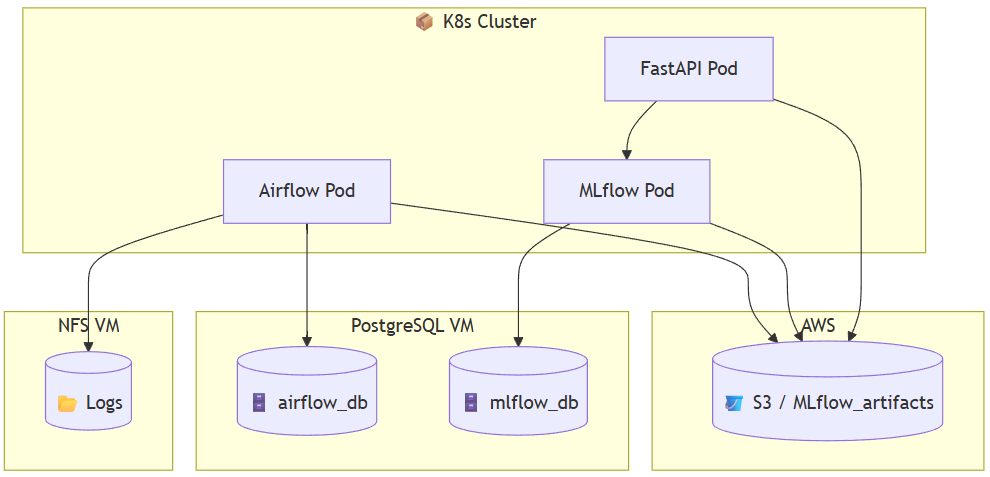 K8s Cluster
FastAPI Pod
Airflow Pod
MLflow Pod
NFS VM
PostgreSQL VM
AWS
Logs
airflow_db
mlflow_db
S3 / MLflow_artifacts